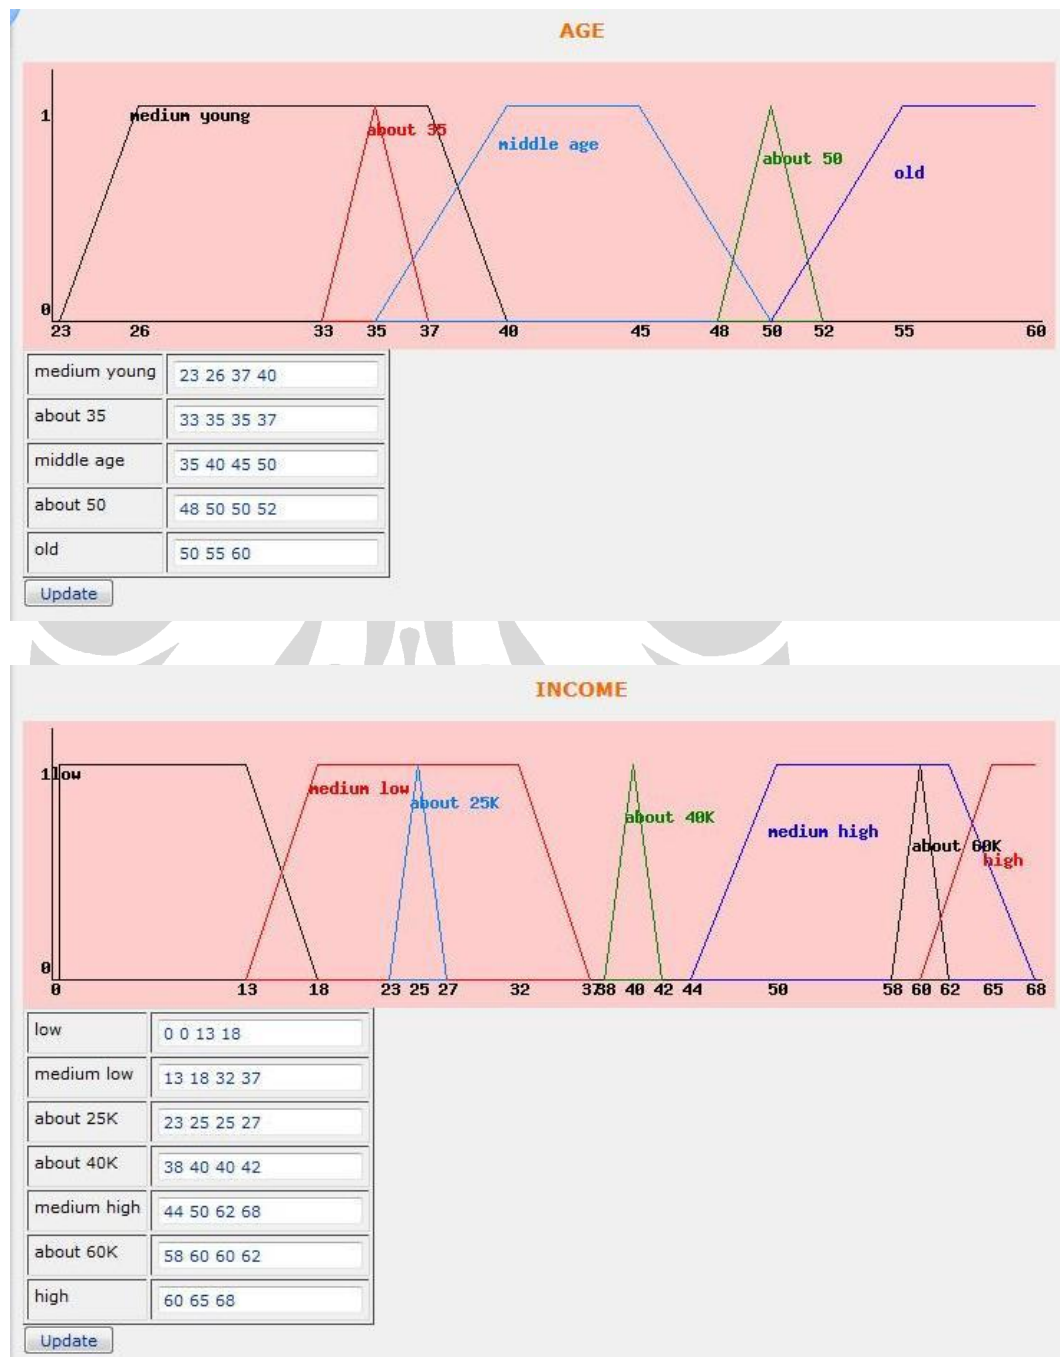 AGE
1
medium young
about 35
middle age
about 50
old
0
23 26 33 35 37 40 45 48 50 52 55 60
medium young 23 26 37 40
about 35 33 35 35 37
middle age 35 40 45 50
about 50 48 50 50 52
old 50 55 60
Update
INCOME
1 low
medium low
about 25K
about 40K
medium high
about 60K
high
0
0 13 18 23 25 27 32 37 38 40 42 44 50 58 60 62 65 68
low 0 0 13 18
medium low 13 18 32 37
about 25K 23 25 25 27
about 40K 38 40 40 42
medium high 44 50 62 68
about 60K 58 60 60 62
high 60 65 68
Update